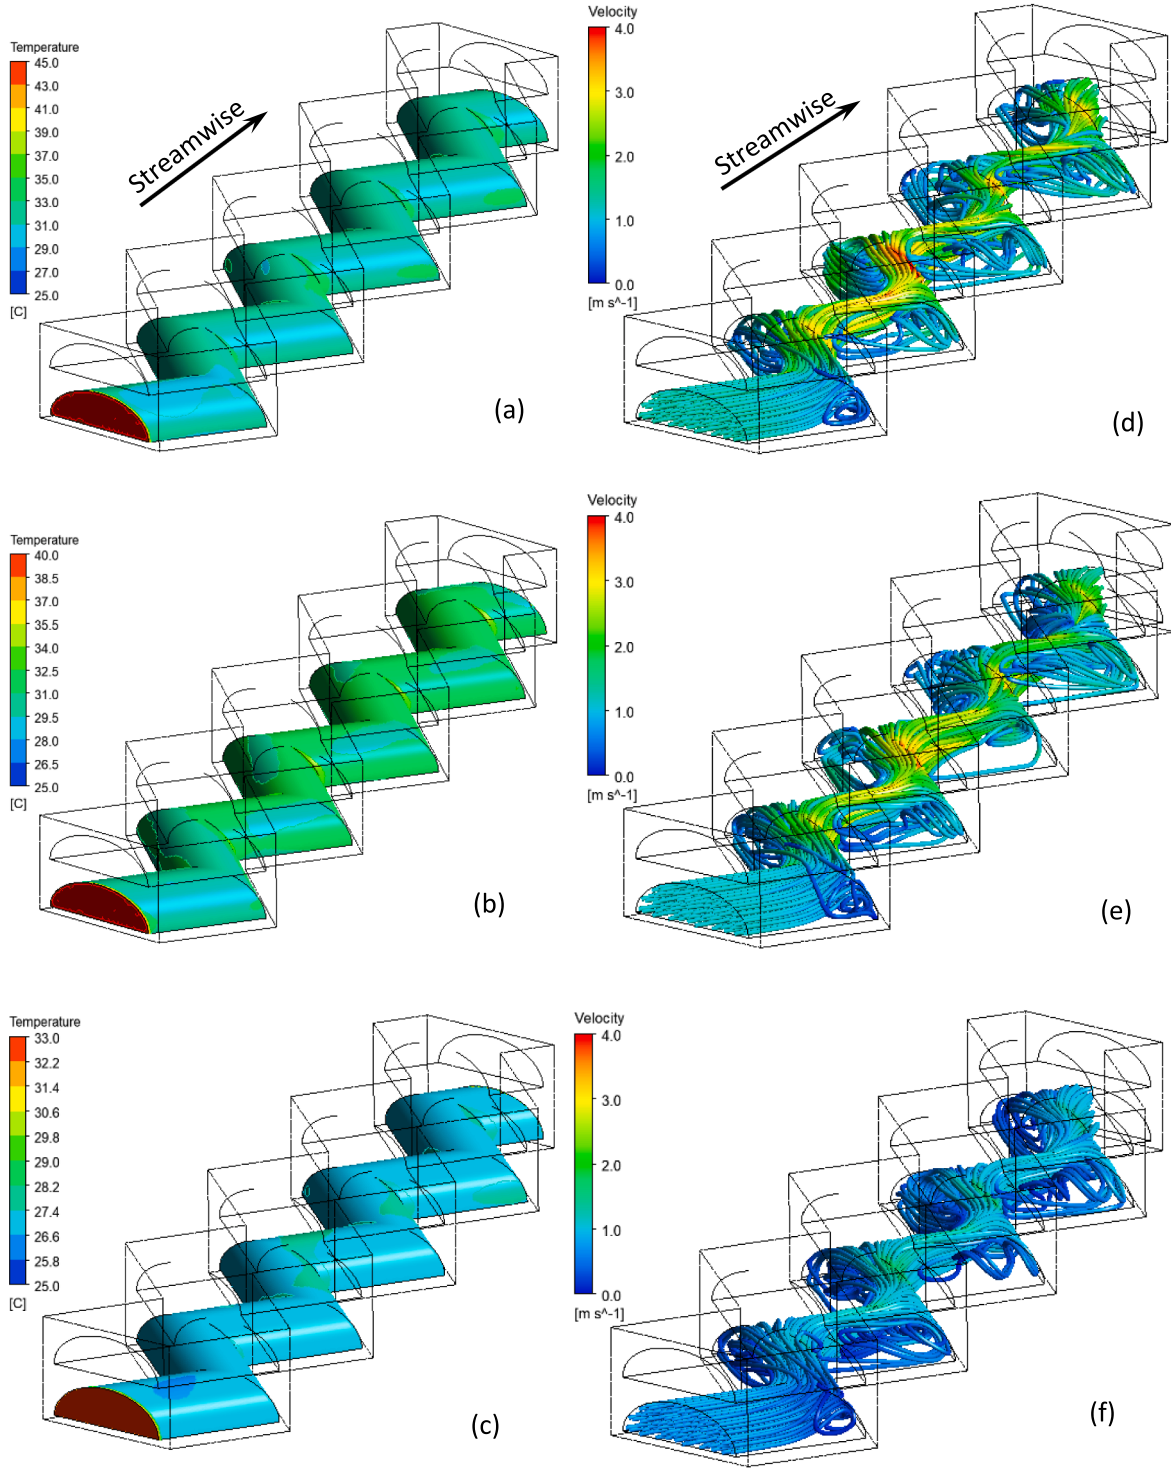 Temperature
45.0
43.0
41.0
39.0
37.0
35.0
33.0
31.0
29.0
27.0
25.0
[C]
Streamwise
(a)
Velocity
4.0
3.0
2.0
1.0
0.0
[m s^-1]
Streamwise
(d)
Temperature
40.0
38.5
37.0
35.5
34.0
32.5
31.0
29.5
28.0
26.5
25.0
[C]
(b)
Velocity
4.0
3.0
2.0
1.0
0.0
[m s^-1]
(e)
Temperature
33.0
32.2
31.4
30.6
29.8
29.0
28.2
27.4
26.6
25.8
25.0
[C]
(c)
Velocity
4.0
3.0
2.0
1.0
0.0
[m s^-1]
(f)